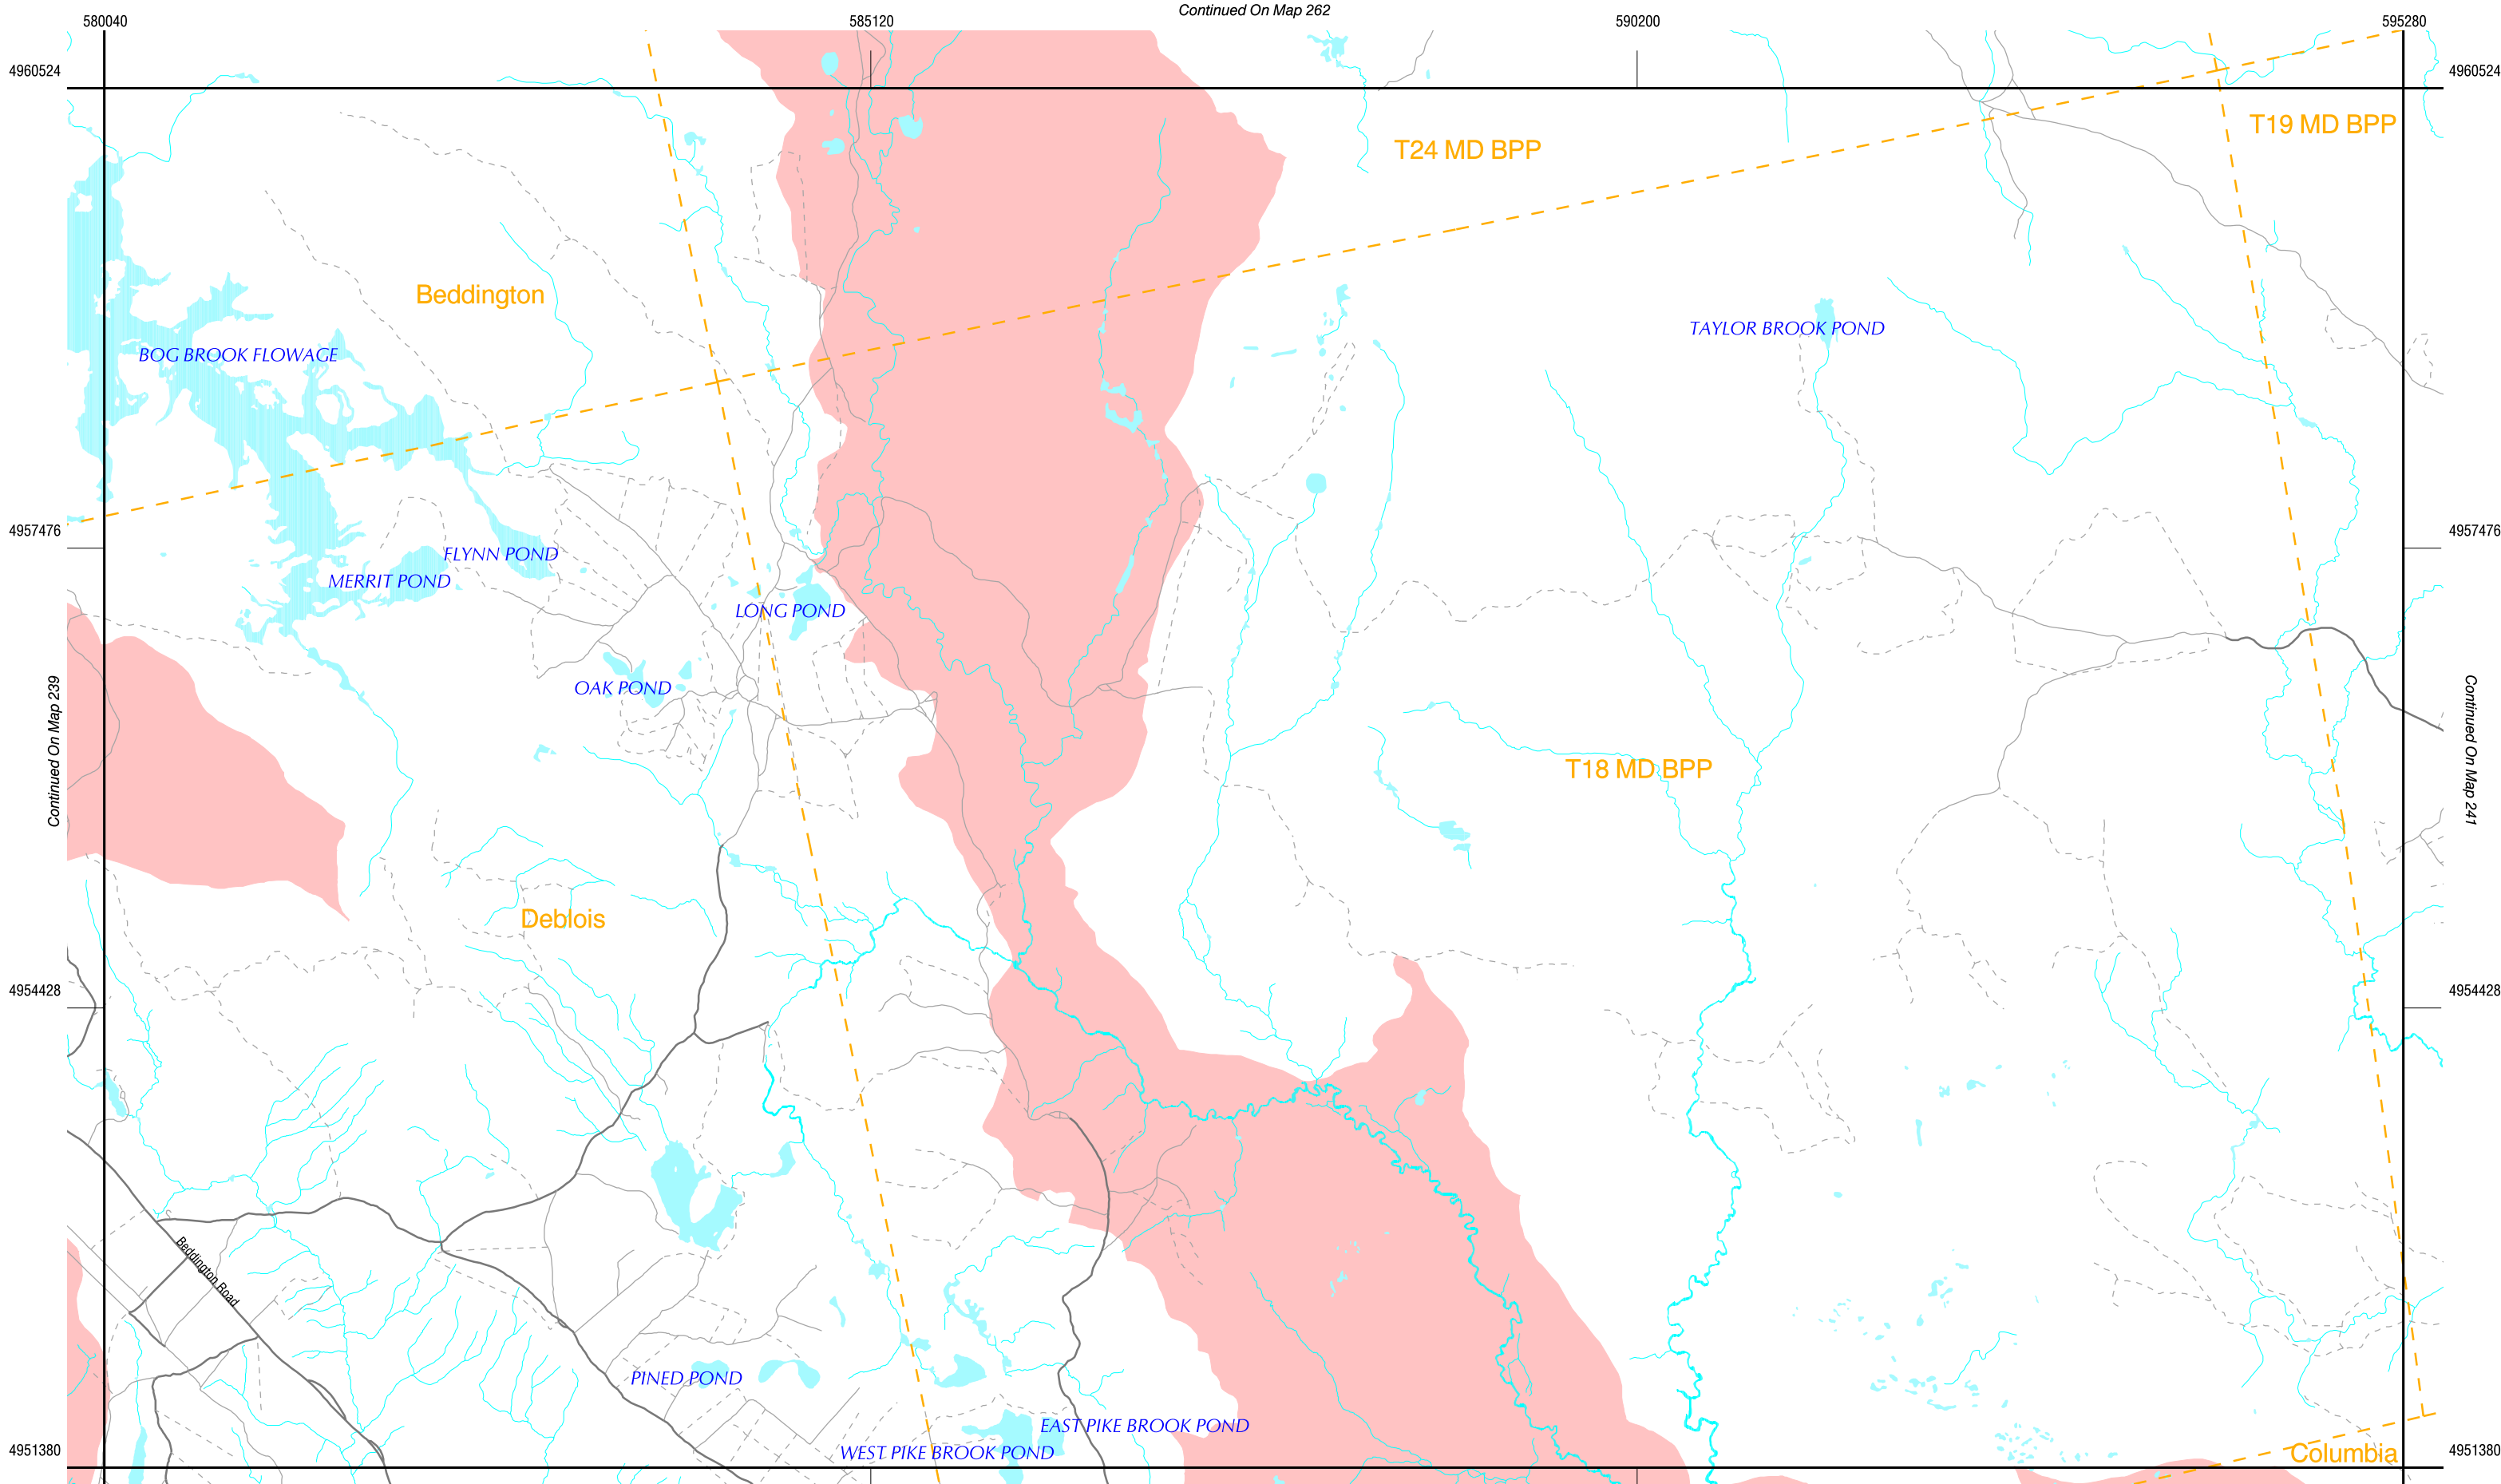 Continued On Map 262
580040
585120
590200
595280
4960524
4960524
T19 MD BPP
T24 MD BPP
Beddington
TAYLOR BROOK POND
BOG BROOK FLOWAGE
4957476
4957476
FLYNN POND
MERRIT POND
LONG POND
OAK POND
Continued On Map 239
Continued On Map 241
T18 MD BPP
Deblois
4954428
4954428
Beddington Road
PINED POND
EAST PIKE BROOK POND
WEST PIKE BROOK POND
4951380
4951380
Columbia